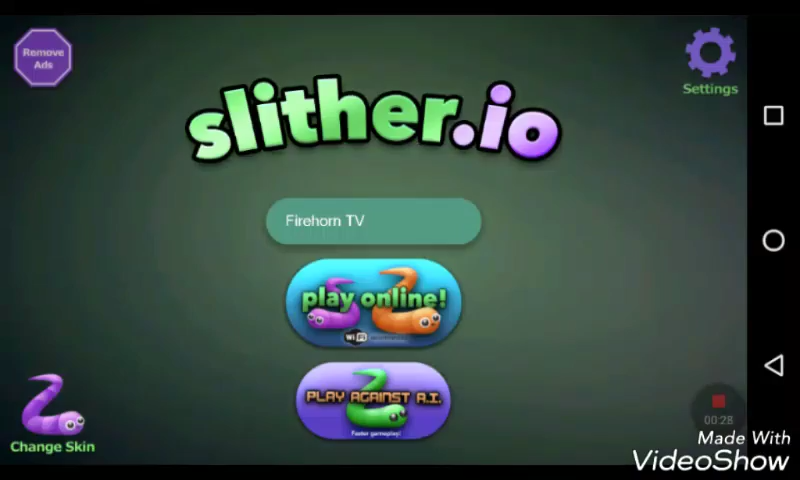 Remove
Ads
Settings
slither.io
Firehorn TV
play online!
WiFi
PLAY AGAINST A.I.
Faster gameplay!
Change Skin
00:28
Made With
VideoShow